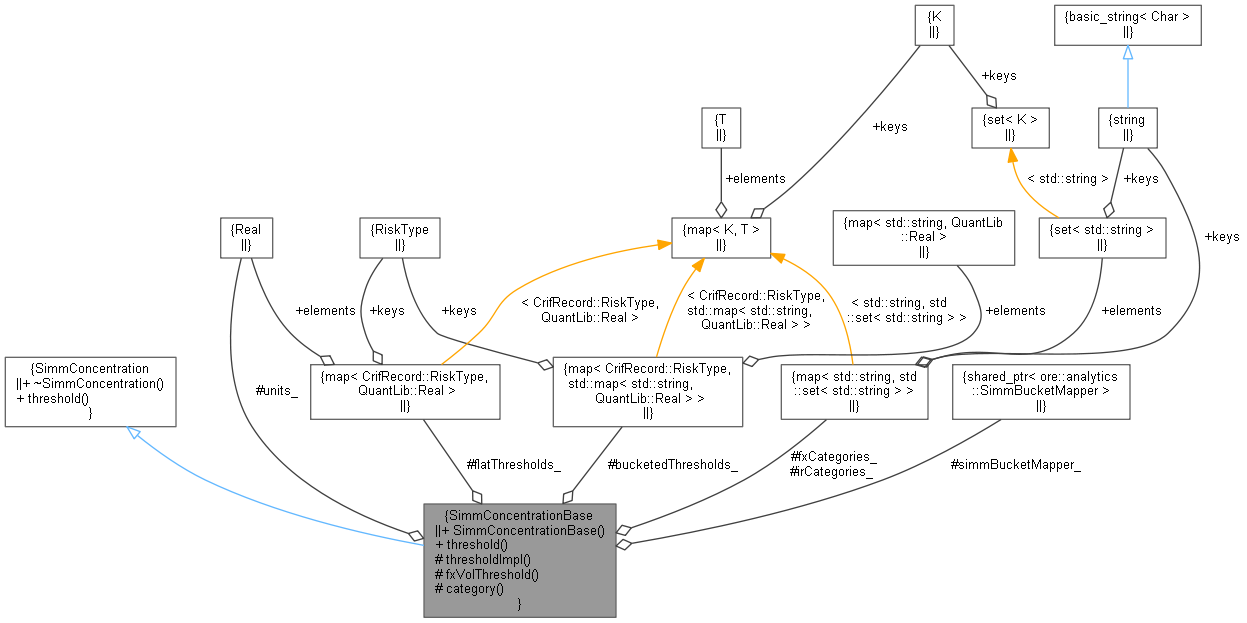 {K
||}
{basic_string< Char >
||}
+keys
{T
||}
+keys
{set< K >
||}
{string
||}
+elements
< std::string >
+keys
{Real
||}
{RiskType
||}
{map< K, T >
||}
{map< std::string, QuantLib
::Real >
||}
{set< std::string >
||}
+keys
+elements
+keys
+keys
< CrifRecord::RiskType,
QuantLib::Real >
< CrifRecord::RiskType,
std::map< std::string,
QuantLib::Real > >
< std::string, std
::set< std::string > >
+elements
+elements
{SimmConcentration
||+ ~SimmConcentration()
+ threshold()
}
#units_
{map< CrifRecord::RiskType,
QuantLib::Real >
||}
{map< CrifRecord::RiskType,
std::map< std::string,
QuantLib::Real > >
||}
{map< std::string, std
::set< std::string > >
||}
{shared_ptr< ore::analytics
::SimmBucketMapper >
||}
#flatThresholds_
#bucketedThresholds_
#fxCategories_
#irCategories_
#simmBucketMapper_
{SimmConcentrationBase
||+ SimmConcentrationBase()
+ threshold()
# thresholdImpl()
# fxVolThreshold()
# category()
}